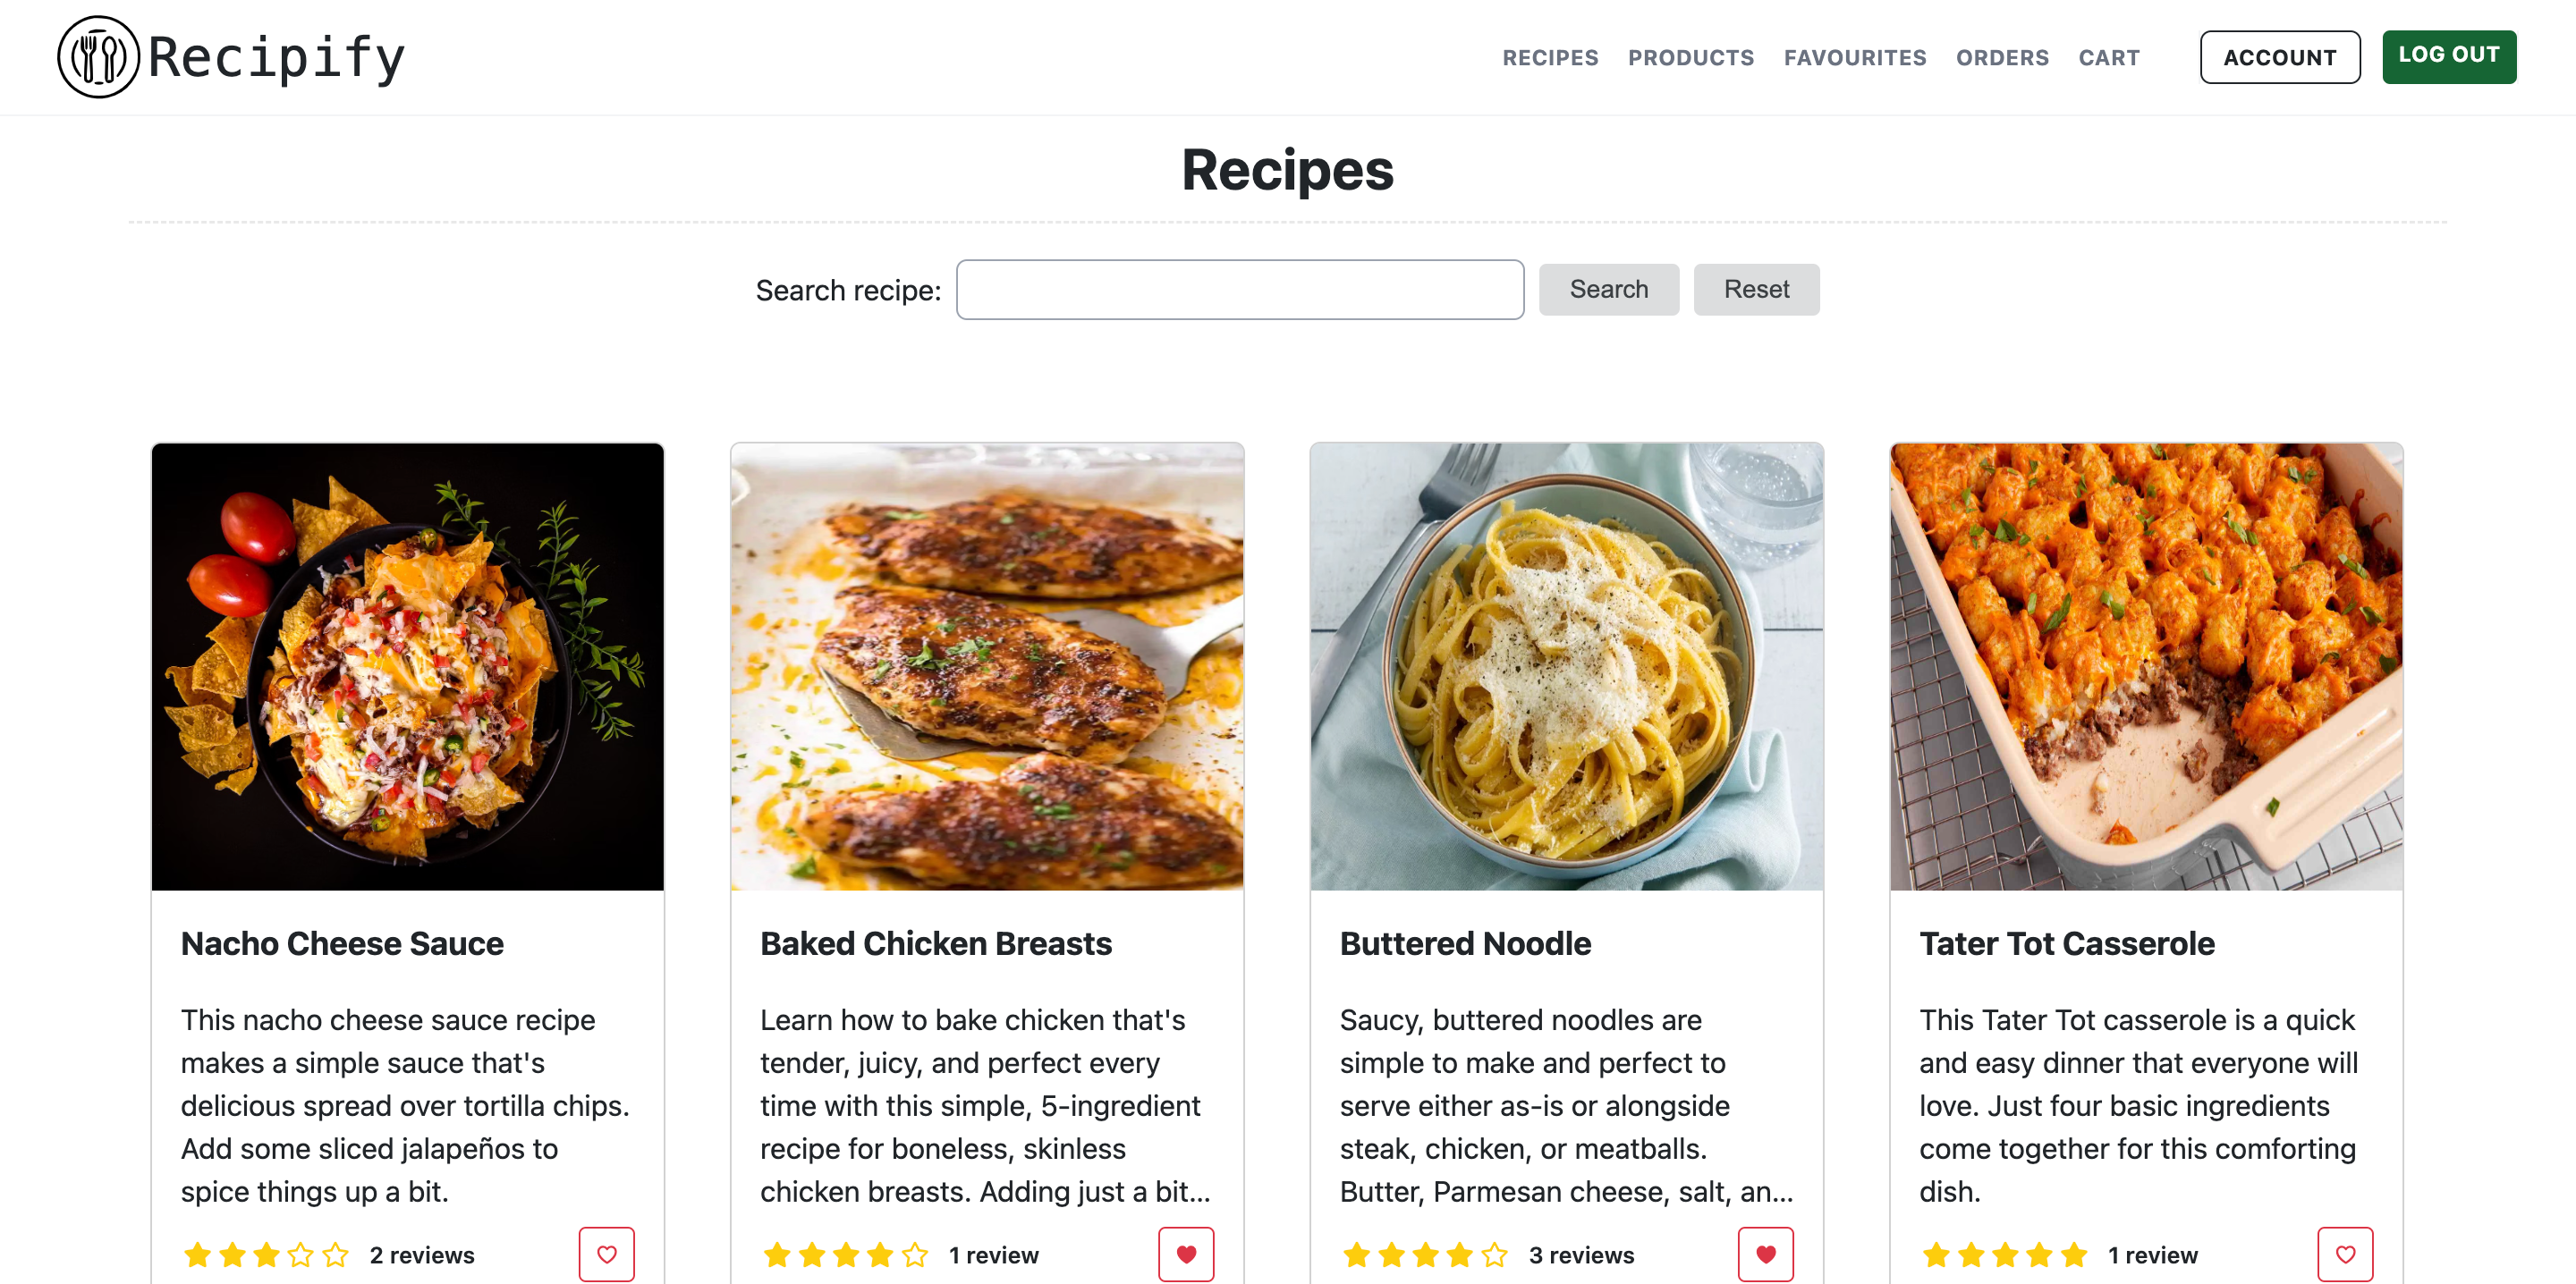 Recipify
RECIPES PRODUCTS FAVOURITES ORDERS CART ACCOUNT LOG OUT
Recipes
Search recipe: Search Reset
Nacho Cheese Sauce
This nacho cheese sauce recipe
makes a simple sauce that's
delicious spread over tortilla chips.
Add some sliced jalapeños to
spice things up a bit.
2 reviews
Baked Chicken Breasts
Learn how to bake chicken that's
tender, juicy, and perfect every
time with this simple, 5-ingredient
recipe for boneless, skinless
chicken breasts. Adding just a bit...
1 review
Buttered Noodle
Saucy, buttered noodles are
simple to make and perfect to
serve either as-is or alongside
steak, chicken, or meatballs.
Butter, Parmesan cheese, salt, an...
3 reviews
Tater Tot Casserole
This Tater Tot casserole is a quick
and easy dinner that everyone will
love. Just four basic ingredients
come together for this comforting
dish.
1 review